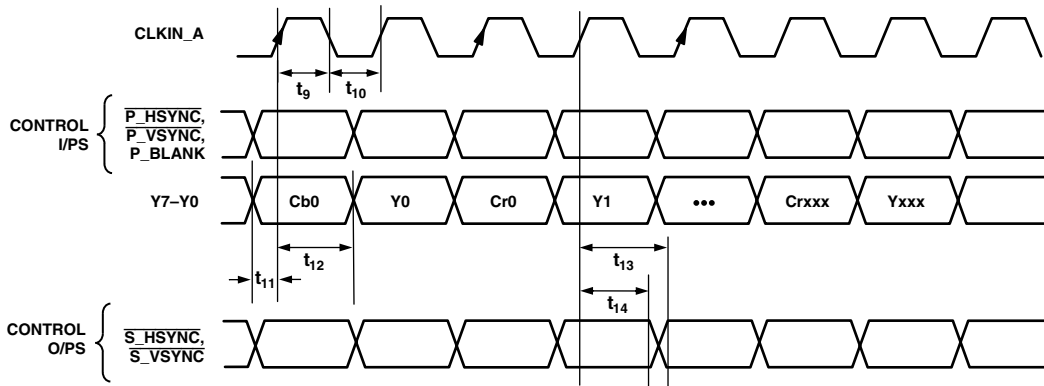 CLKIN_A
t9
t10
CONTROL
I/PS
P_HSYNC,
P_VSYNC,
P_BLANK
Y7–Y0
Cb0
Y0
Cr0
Y1
•••
Crxxx
Yxxx
t12
t13
t11
t14
CONTROL
O/PS
S_HSYNC,
S_VSYNC